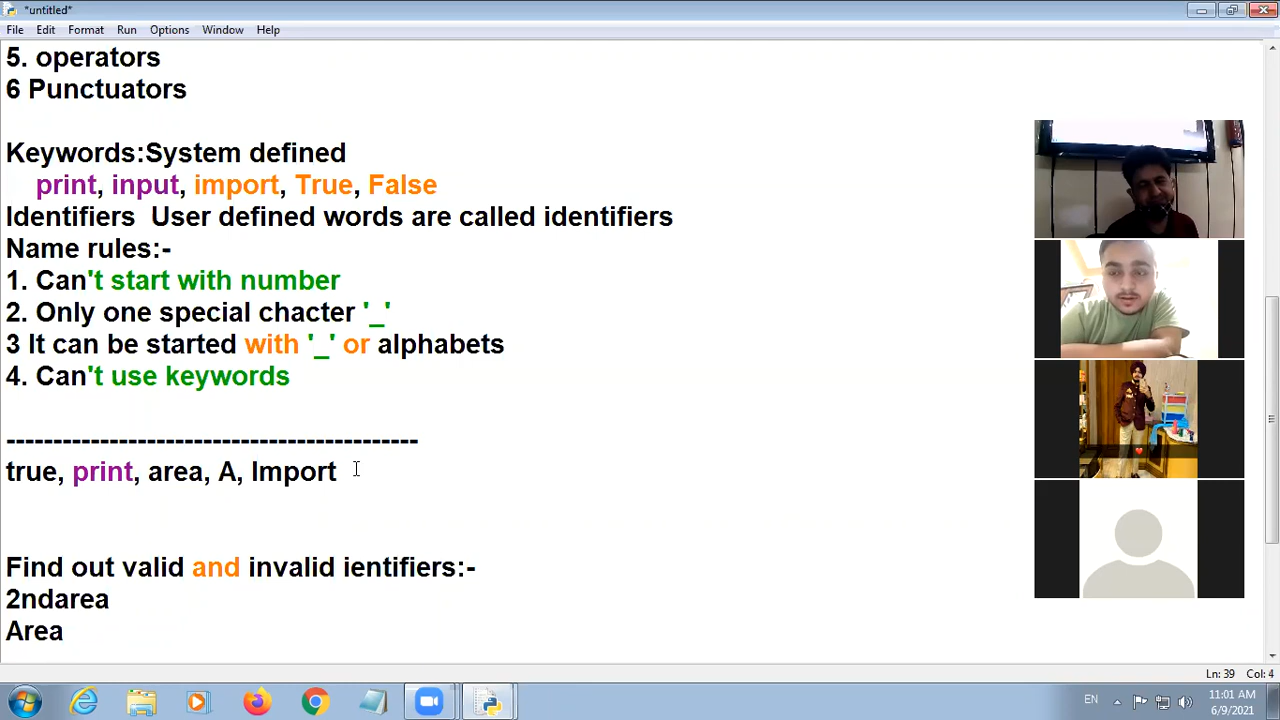 *untitled*
File Edit Format Run Options Window Help
5. operators
6 Punctuators
Keywords:System defined
print, input, import, True, False
Identifiers  User defined words are called identifiers
Name rules:-
1. Can't start with number
2. Only one special chacter '_'
3 It can be started with '_' or alphabets
4. Can't use keywords
--------------------------------------------
true, print, area, A, Import
Find out valid and invalid ientifiers:-
2ndarea
Area
Ln: 39 Col: 4
EN
11:01 AM
6/9/2021